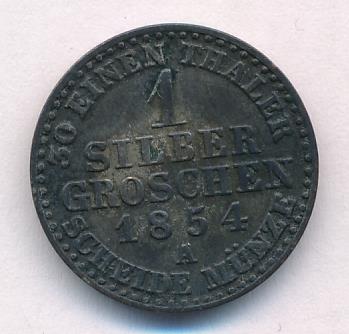 30 EINEN THALER
1
SILBER
GROSCHEN
1854
A
SCHEIDE MÜNZE